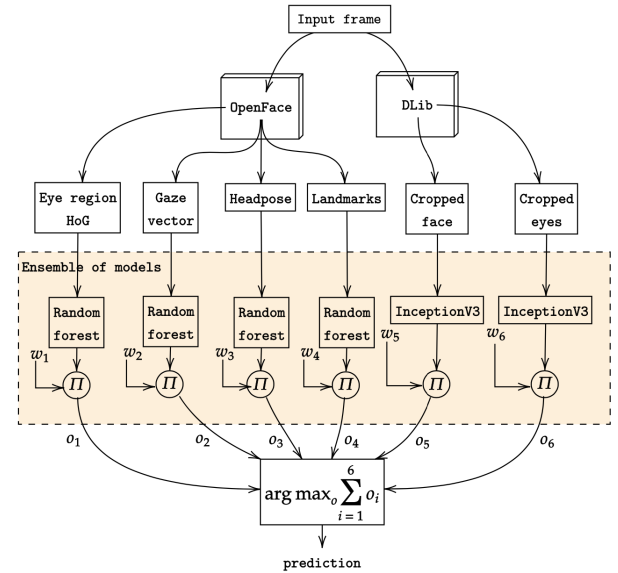 Input frame
OpenFace
DLib
Eye region
HoG
Gaze
vector
Headpose
Landmarks
Cropped
face
Cropped
eyes
Ensemble of models
Random
forest
Random
forest
Random
forest
Random
forest
InceptionV3
InceptionV3
w₁
w₂
w₃
w₄
w₅
w₆
Π
Π
Π
Π
Π
Π
o₁
o₂
o₃
o₄
o₅
o₆
6
arg maxₒ ∑ oᵢ
i = 1
prediction